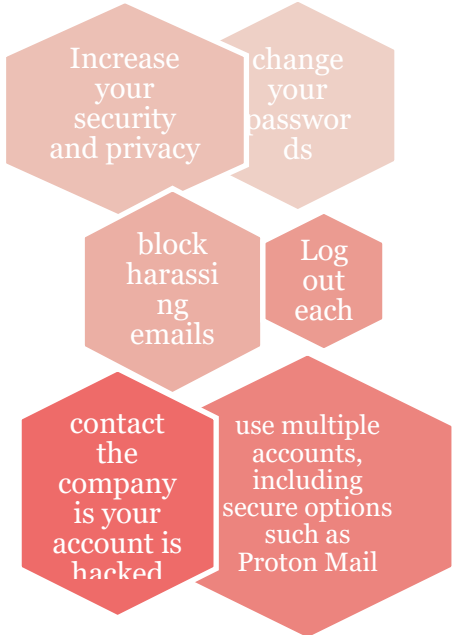 Increase
your
security
and privacy
change
your
passwor
ds
block
harassi
ng
emails
Log
out
each
contact
the
company
is your
account is
hacked
use multiple
accounts,
including
secure options
such as
Proton Mail